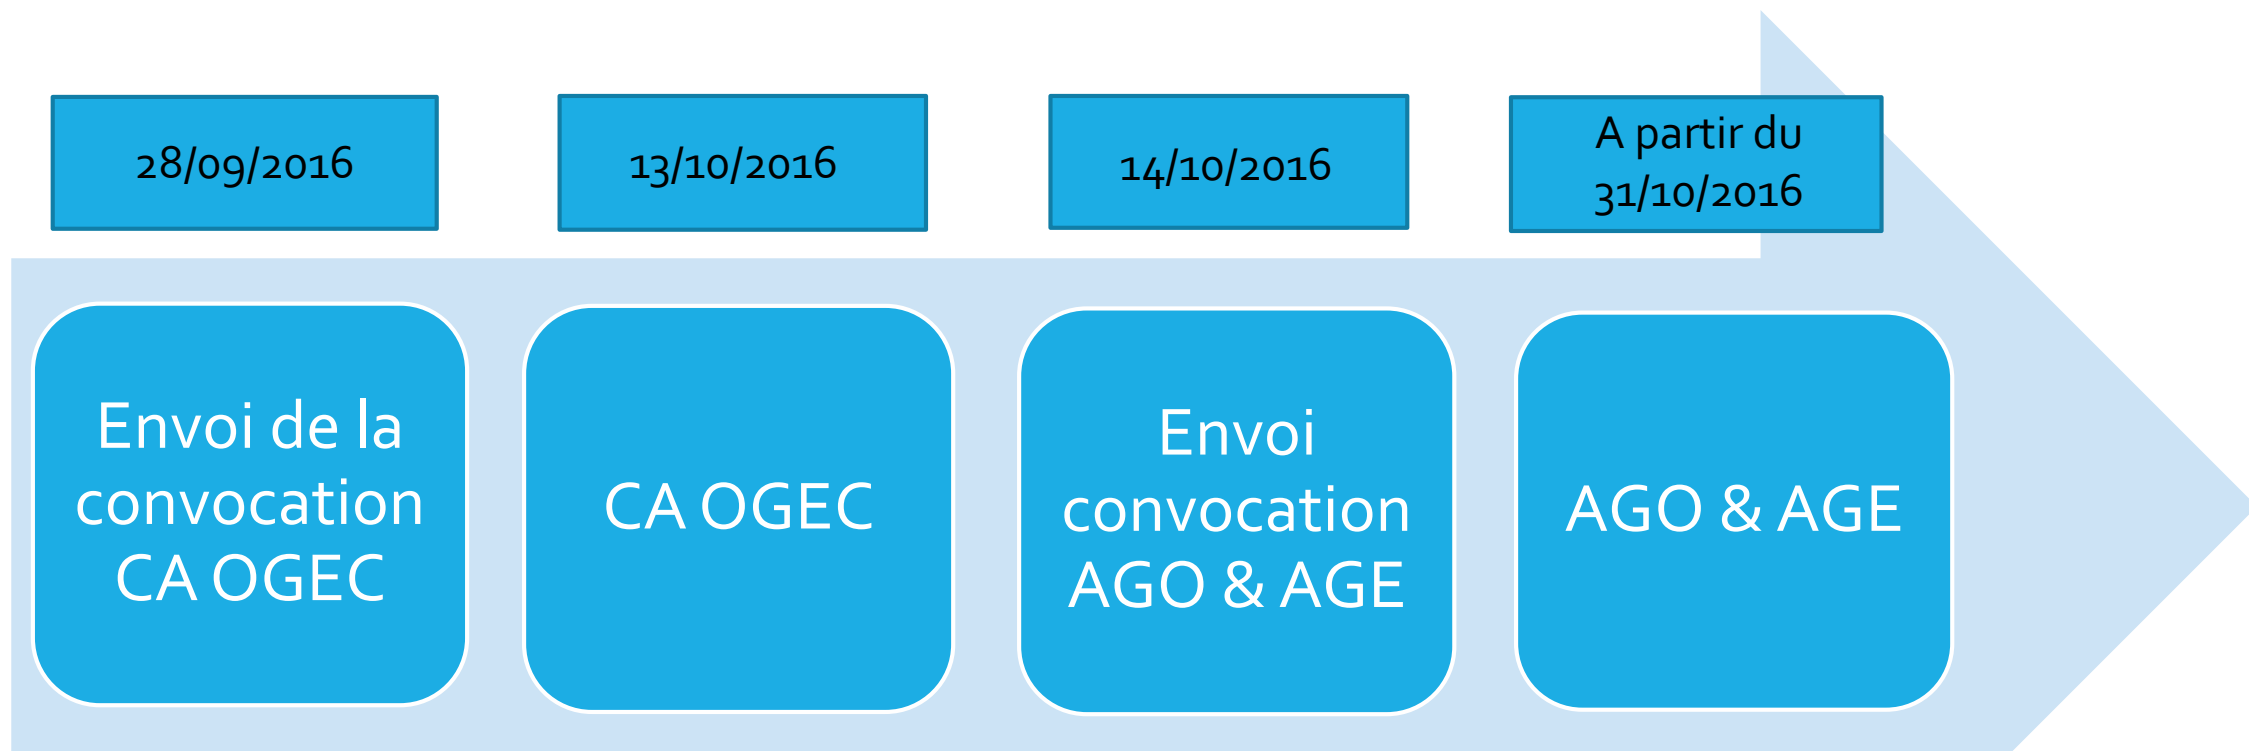 28/09/2016
13/10/2016
14/10/2016
A partir du
31/10/2016
Envoi de la
convocation
CA OGEC
CA OGEC
Envoi
convocation
AGO & AGE
AGO & AGE